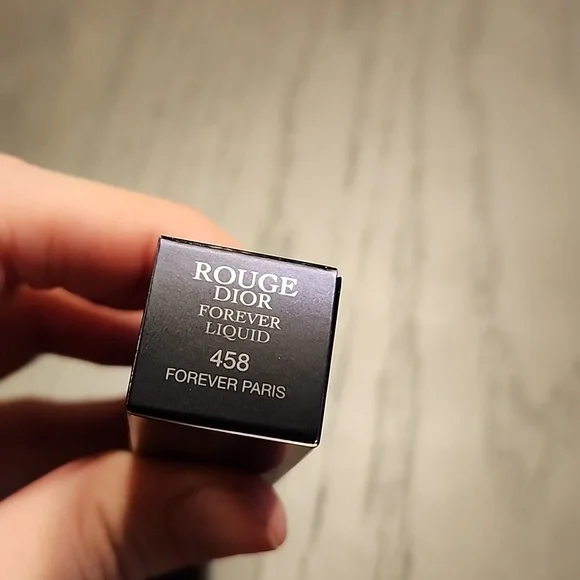 ROUGE
DIOR
FOREVER
LIQUID
458
FOREVER PARIS